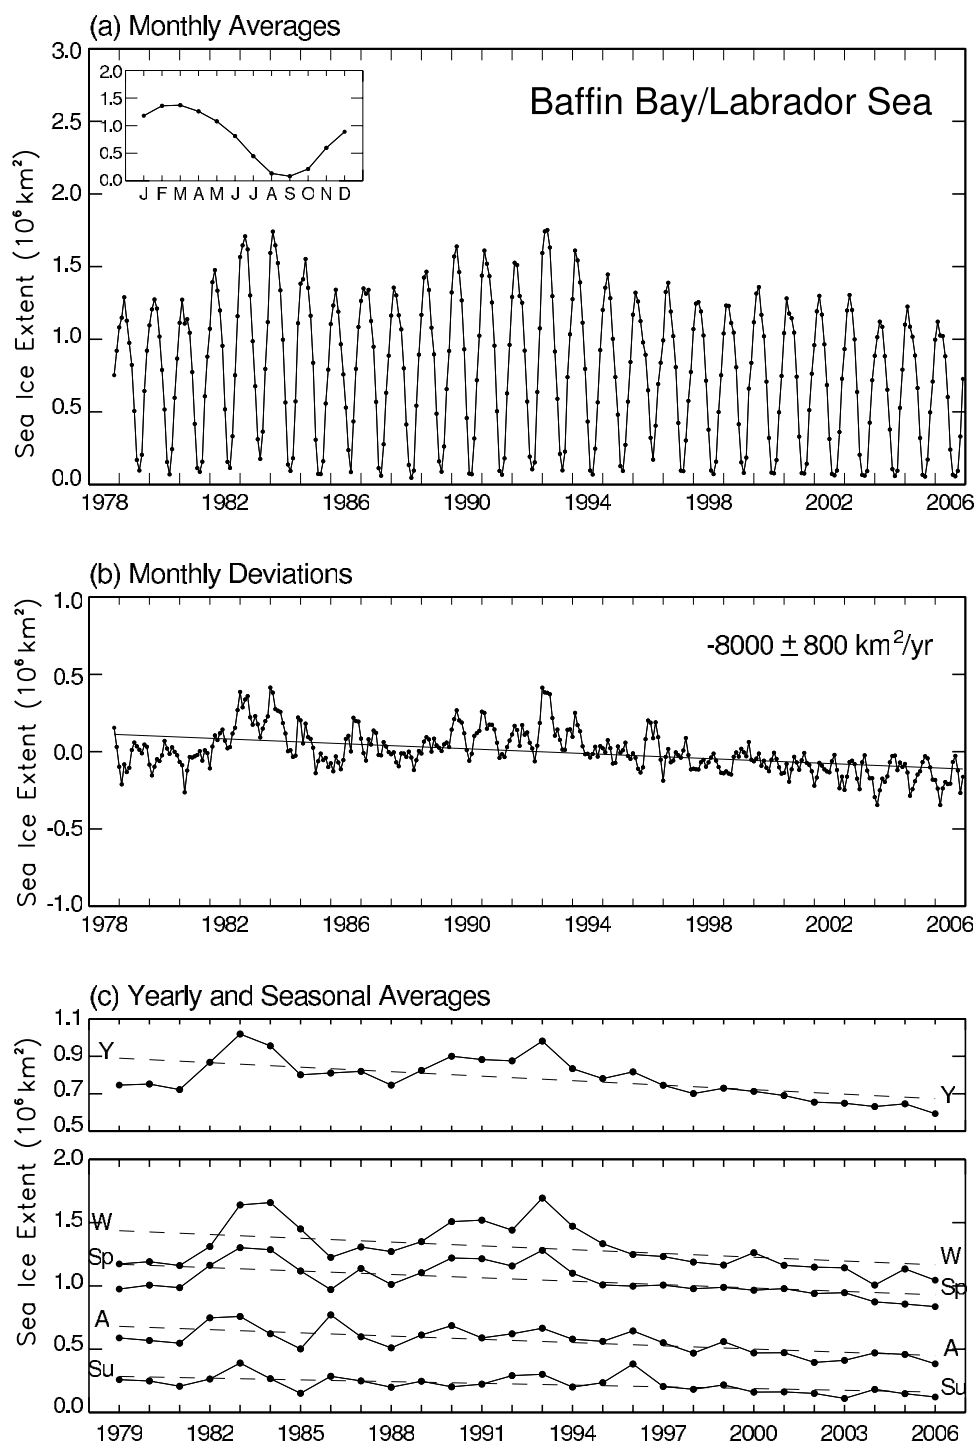 (a) Monthly Averages
Baffin Bay/Labrador Sea
Sea Ice Extent (10⁶ km²)
3.0
2.5
2.0
1.5
1.0
0.5
0.0
2.0
1.5
1.0
0.5
0.0
J F M A M J J A S O N D
1978 1982 1986 1990 1994 1998 2002 2006
(b) Monthly Deviations
-8000 ± 800 km²/yr
Sea Ice Extent (10⁶ km²)
1.0
0.5
0.0
-0.5
-1.0
1978 1982 1986 1990 1994 1998 2002 2006
(c) Yearly and Seasonal Averages
Sea Ice Extent (10⁶ km²)
1.1
0.9
0.7
0.5
Y Y
2.0
1.5
1.0
0.5
0.0
W W
Sp Sp
A A
Su Su
1979 1982 1985 1988 1991 1994 1997 2000 2003 2006